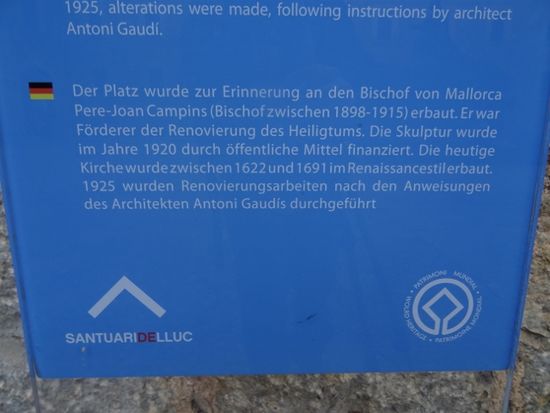 1925, alterations were made, following instructions by architect
Antoni Gaudí.
Der Platz wurde zur Erinnerung an den Bischof von Mallorca
Pere-Joan Campins (Bischof zwischen 1898-1915) erbaut. Er war
Förderer der Renovierung des Heiligtums. Die Skulptur wurde
im Jahre 1920 durch öffentliche Mittel finanziert. Die heutige
Kirche wurde zwischen 1622 und 1691 im Renaissancestil erbaut.
1925 wurden Renovierungsarbeiten nach den Anweisungen
des Architekten Antoni Gaudís durchgeführt
SANTUARIDELLUC
• PATRIMONI MUNDIAL •
WORLD HERITAGE • PATRIMOINE MONDIAL